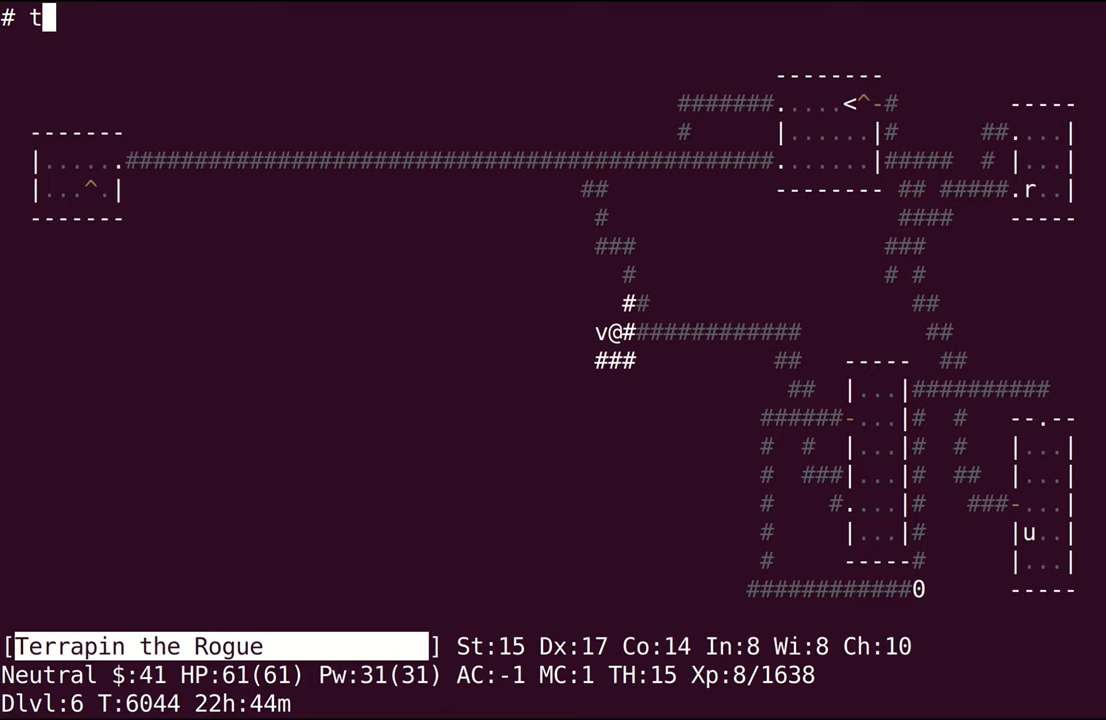 # t
--------
#######.....<^-# -----
------- # |......|# ##....|
|......###############################################.......|##### # |...|
|...^.| ## -------- ## #####.r..|
------- # #### -----
### ###
# # #
## ##
v@############# ##
### ## ----- ##
## |...|##########
######-...|# # --.--
# # |...|# # |...|
# ###|...|# ## |...|
# #....|# ###-...|
# |...|# |u..|
# -----# |...|
############0 -----
[Terrapin the Rogue ] St:15 Dx:17 Co:14 In:8 Wi:8 Ch:10
Neutral $:41 HP:61(61) Pw:31(31) AC:-1 MC:1 TH:15 Xp:8/1638
Dlvl:6 T:6044 22h:44m